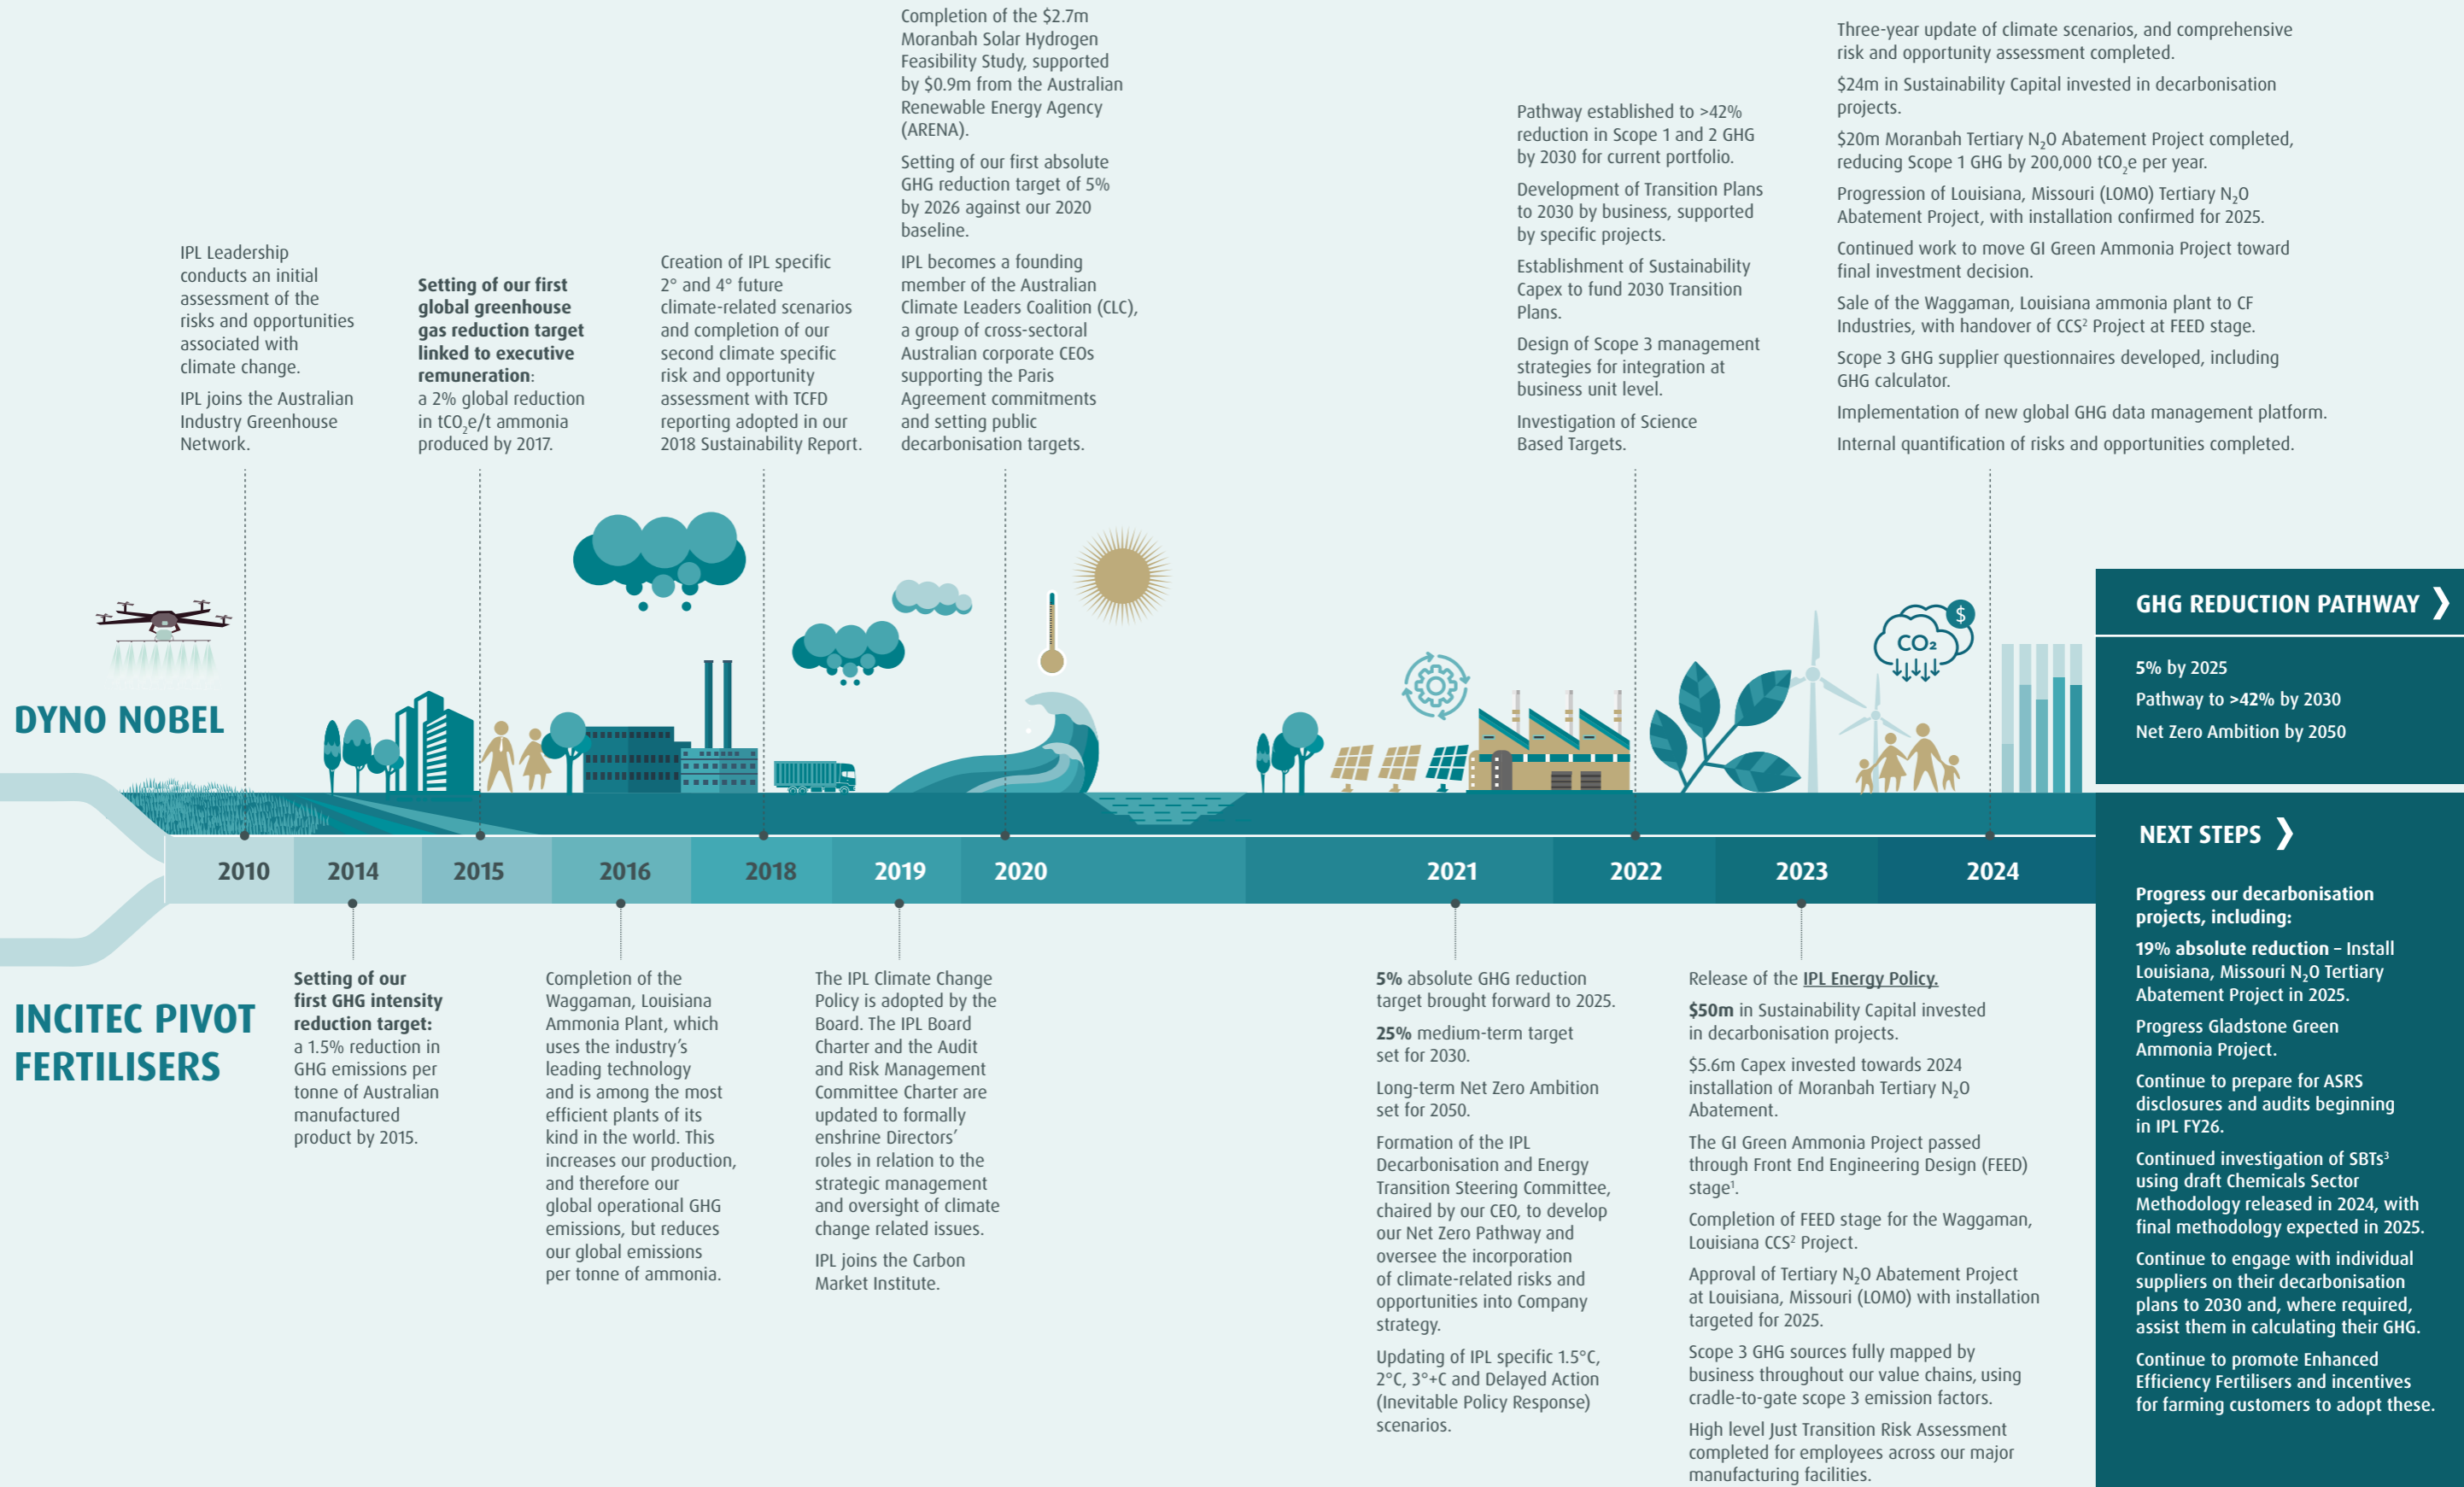 IPL Leadership
conducts an initial
assessment of the
risks and opportunities
associated with
climate change.
IPL joins the Australian
Industry Greenhouse
Network.
Setting of our first
global greenhouse
gas reduction target
linked to executive
remuneration:
a 2% global reduction
in tCO₂e/t ammonia
produced by 2017.
Creation of IPL specific
2° and 4° future
climate-related scenarios
and completion of our
second climate specific
risk and opportunity
assessment with TCFD
reporting adopted in our
2018 Sustainability Report.
Completion of the $2.7m
Moranbah Solar Hydrogen
Feasibility Study, supported
by $0.9m from the Australian
Renewable Energy Agency
(ARENA).
Setting of our first absolute
GHG reduction target of 5%
by 2026 against our 2020
baseline.
IPL becomes a founding
member of the Australian
Climate Leaders Coalition (CLC),
a group of cross-sectoral
Australian corporate CEOs
supporting the Paris
Agreement commitments
and setting public
decarbonisation targets.
Pathway established to >42%
reduction in Scope 1 and 2 GHG
by 2030 for current portfolio.
Development of Transition Plans
to 2030 by business, supported
by specific projects.
Establishment of Sustainability
Capex to fund 2030 Transition
Plans.
Design of Scope 3 management
strategies for integration at
business unit level.
Investigation of Science
Based Targets.
Three-year update of climate scenarios, and comprehensive
risk and opportunity assessment completed.
$24m in Sustainability Capital invested in decarbonisation
projects.
$20m Moranbah Tertiary N₂O Abatement Project completed,
reducing Scope 1 GHG by 200,000 tCO₂e per year.
Progression of Louisiana, Missouri (LOMO) Tertiary N₂O
Abatement Project, with installation confirmed for 2025.
Continued work to move GI Green Ammonia Project toward
final investment decision.
Sale of the Waggaman, Louisiana ammonia plant to CF
Industries, with handover of CCS² Project at FEED stage.
Scope 3 GHG supplier questionnaires developed, including
GHG calculator.
Implementation of new global GHG data management platform.
Internal quantification of risks and opportunities completed.
$
CO₂
DYNO NOBEL
INCITEC PIVOT
FERTILISERS
2010
2014
2015
2016
2018
2019
2020
2021
2022
2023
2024
Setting of our
first GHG intensity
reduction target:
a 1.5% reduction in
GHG emissions per
tonne of Australian
manufactured
product by 2015.
Completion of the
Waggaman, Louisiana
Ammonia Plant, which
uses the industry's
leading technology
and is among the most
efficient plants of its
kind in the world. This
increases our production,
and therefore our
global operational GHG
emissions, but reduces
our global emissions
per tonne of ammonia.
The IPL Climate Change
Policy is adopted by the
Board. The IPL Board
Charter and the Audit
and Risk Management
Committee Charter are
updated to formally
enshrine Directors'
roles in relation to the
strategic management
and oversight of climate
change related issues.
IPL joins the Carbon
Market Institute.
5% absolute GHG reduction
target brought forward to 2025.
25% medium-term target
set for 2030.
Long-term Net Zero Ambition
set for 2050.
Formation of the IPL
Decarbonisation and Energy
Transition Steering Committee,
chaired by our CEO, to develop
our Net Zero Pathway and
oversee the incorporation
of climate-related risks and
opportunities into Company
strategy.
Updating of IPL specific 1.5°C,
2°C, 3°+C and Delayed Action
(Inevitable Policy Response)
scenarios.
Release of the IPL Energy Policy.
$50m in Sustainability Capital invested
in decarbonisation projects.
$5.6m Capex invested towards 2024
installation of Moranbah Tertiary N₂O
Abatement.
The GI Green Ammonia Project passed
through Front End Engineering Design (FEED)
stage¹.
Completion of FEED stage for the Waggaman,
Louisiana CCS² Project.
Approval of Tertiary N₂O Abatement Project
at Louisiana, Missouri (LOMO) with installation
targeted for 2025.
Scope 3 GHG sources fully mapped by
business throughout our value chains, using
cradle-to-gate scope 3 emission factors.
High level Just Transition Risk Assessment
completed for employees across our major
manufacturing facilities.
GHG REDUCTION PATHWAY ❯
5% by 2025
Pathway to >42% by 2030
Net Zero Ambition by 2050
NEXT STEPS ❯
Progress our decarbonisation
projects, including:
19% absolute reduction – Install
Louisiana, Missouri N₂O Tertiary
Abatement Project in 2025.
Progress Gladstone Green
Ammonia Project.
Continue to prepare for ASRS
disclosures and audits beginning
in IPL FY26.
Continued investigation of SBTs³
using draft Chemicals Sector
Methodology released in 2024, with
final methodology expected in 2025.
Continue to engage with individual
suppliers on their decarbonisation
plans to 2030 and, where required,
assist them in calculating their GHG.
Continue to promote Enhanced
Efficiency Fertilisers and incentives
for farming customers to adopt these.